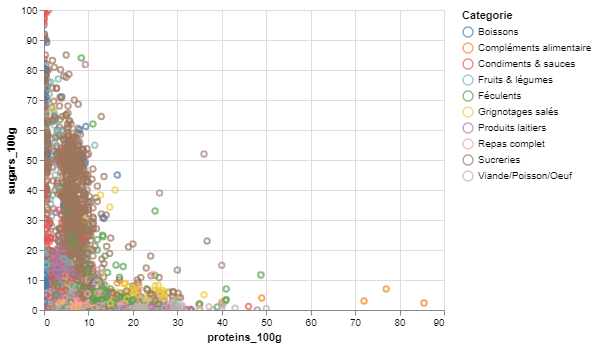 100
90
80
70
60
50
40
30
20
10
0
sugars_100g
0 10 20 30 40 50 60 70 80 90
proteins_100g
Categorie
Boissons
Compléments alimentaire
Condiments & sauces
Fruits & légumes
Féculents
Grignotages salés
Produits laitiers
Repas complet
Sucreries
Viande/Poisson/Oeuf